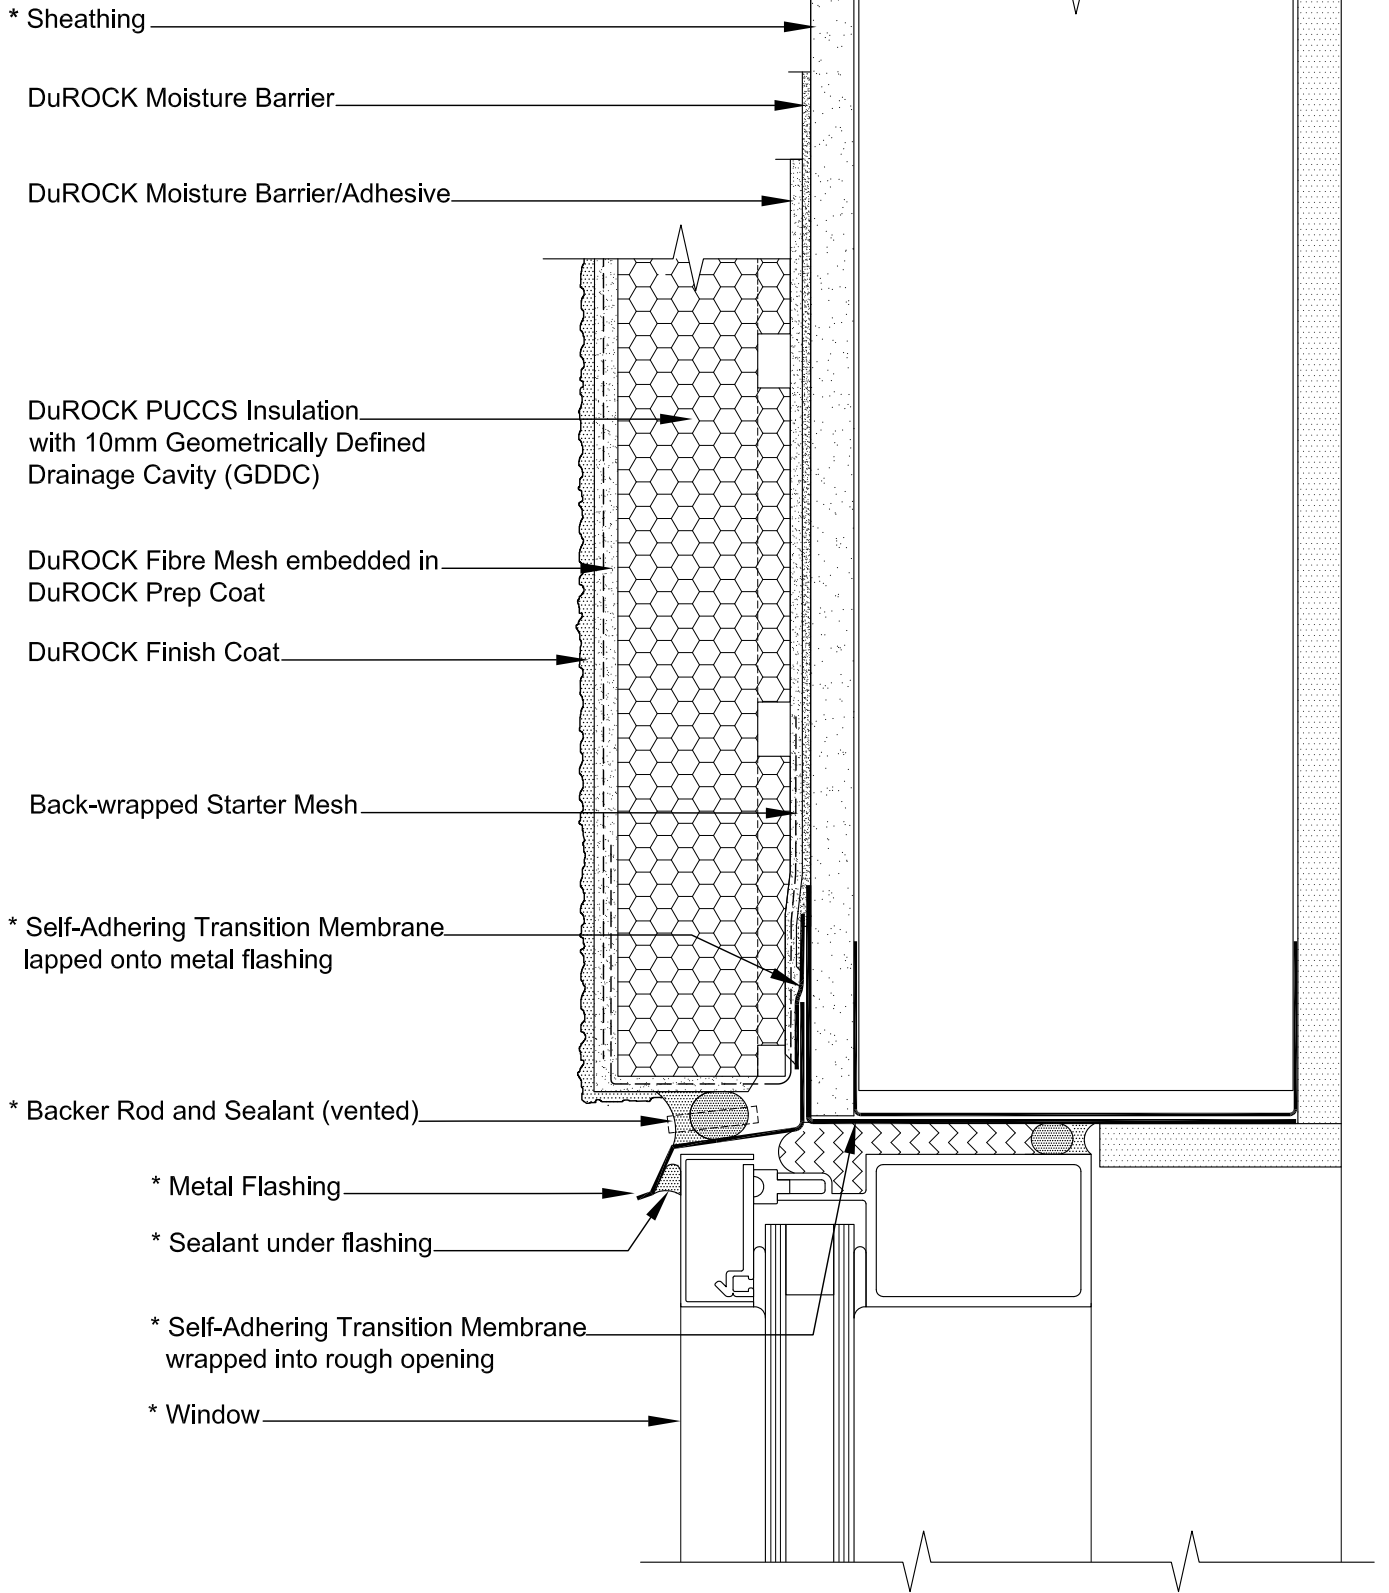 * Sheathing
DuROCK Moisture Barrier
DuROCK Moisture Barrier/Adhesive
DuROCK PUCCS Insulation
with 10mm Geometrically Defined
Drainage Cavity (GDDC)
DuROCK Fibre Mesh embedded in
DuROCK Prep Coat
DuROCK Finish Coat
Back-wrapped Starter Mesh
* Self-Adhering Transition Membrane
lapped onto metal flashing
* Backer Rod and Sealant (vented)
* Metal Flashing
* Sealant under flashing
* Self-Adhering Transition Membrane
wrapped into rough opening
* Window